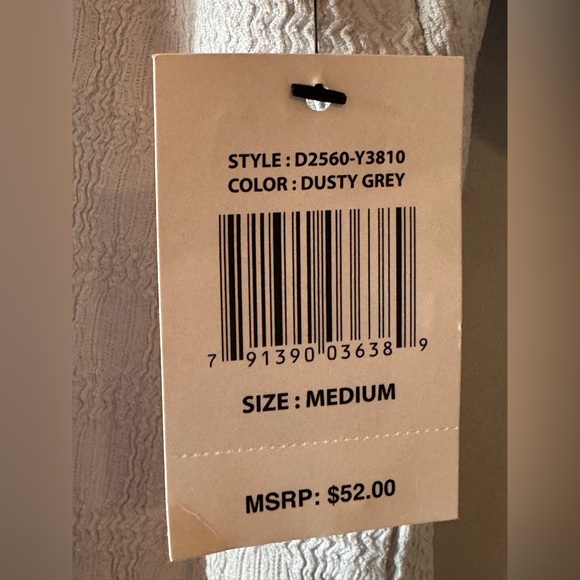 STYLE : D2560-Y3810
COLOR : DUSTY GREY
7 91390 03638 9
SIZE : MEDIUM
MSRP: $52.00